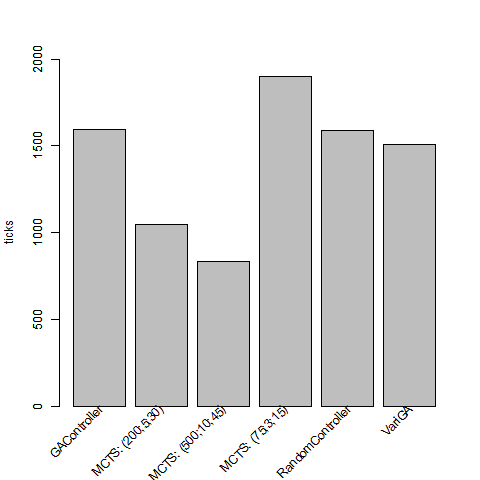 2000
1500
1000
500
0
ticks
GAController
MCTS: (200;5;30)
MCTS: (500;10;45)
MCTS: (75;3;15)
RandomController
VariGA